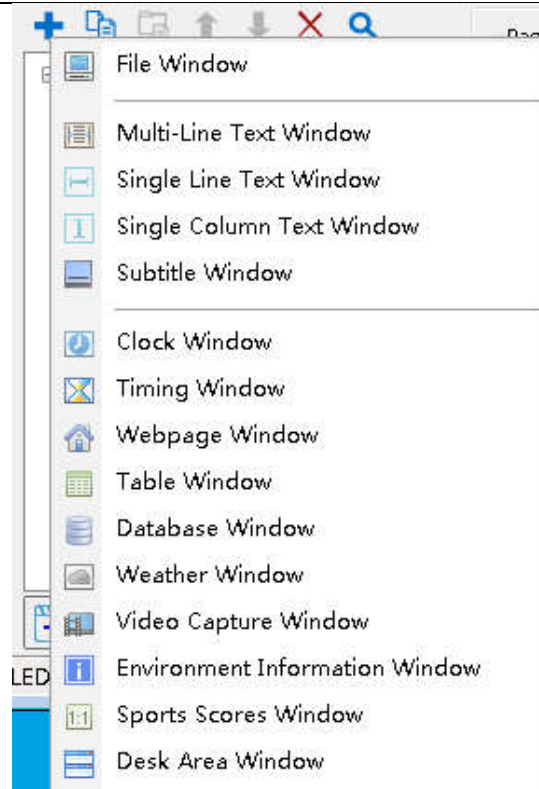 File Window
Multi-Line Text Window
Single Line Text Window
Single Column Text Window
Subtitle Window
Clock Window
Timing Window
Webpage Window
Table Window
Database Window
Weather Window
Video Capture Window
Environment Information Window
LED
Sports Scores Window
1:1
Desk Area Window